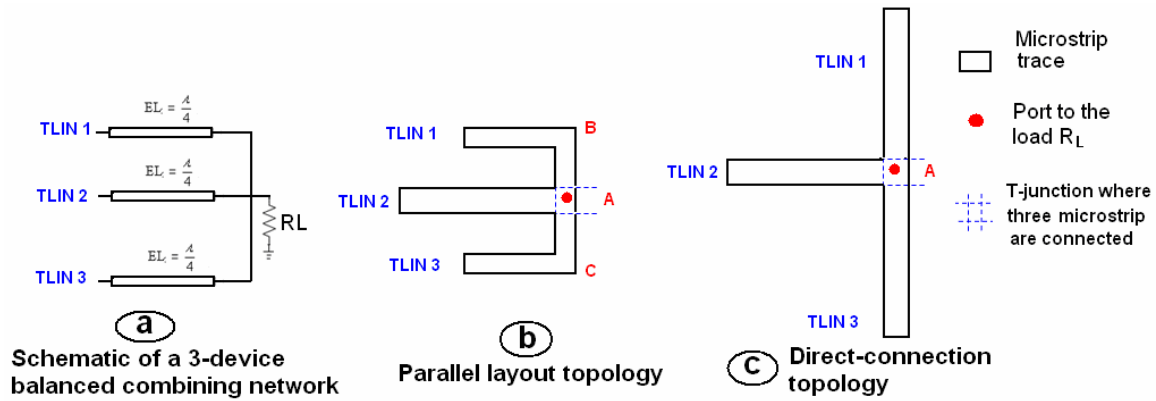 EL = λ/4
TLIN 1
EL = λ/4
TLIN 2
RL
EL = λ/4
TLIN 3
a
Schematic of a 3-device
balanced combining network
TLIN 1
B
TLIN 2
A
TLIN 3
C
b
Parallel layout topology
TLIN 1
TLIN 2
A
TLIN 3
C
Direct-connection
topology
Microstrip
trace
Port to the
load RL
T-junction where
three microstrip
are connected